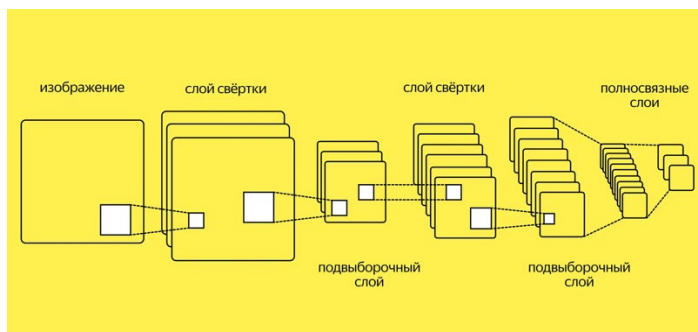 изображение
слой свёртки
слой свёртки
полносвязные
слои
подвыборочный
слой
подвыборочный
слой